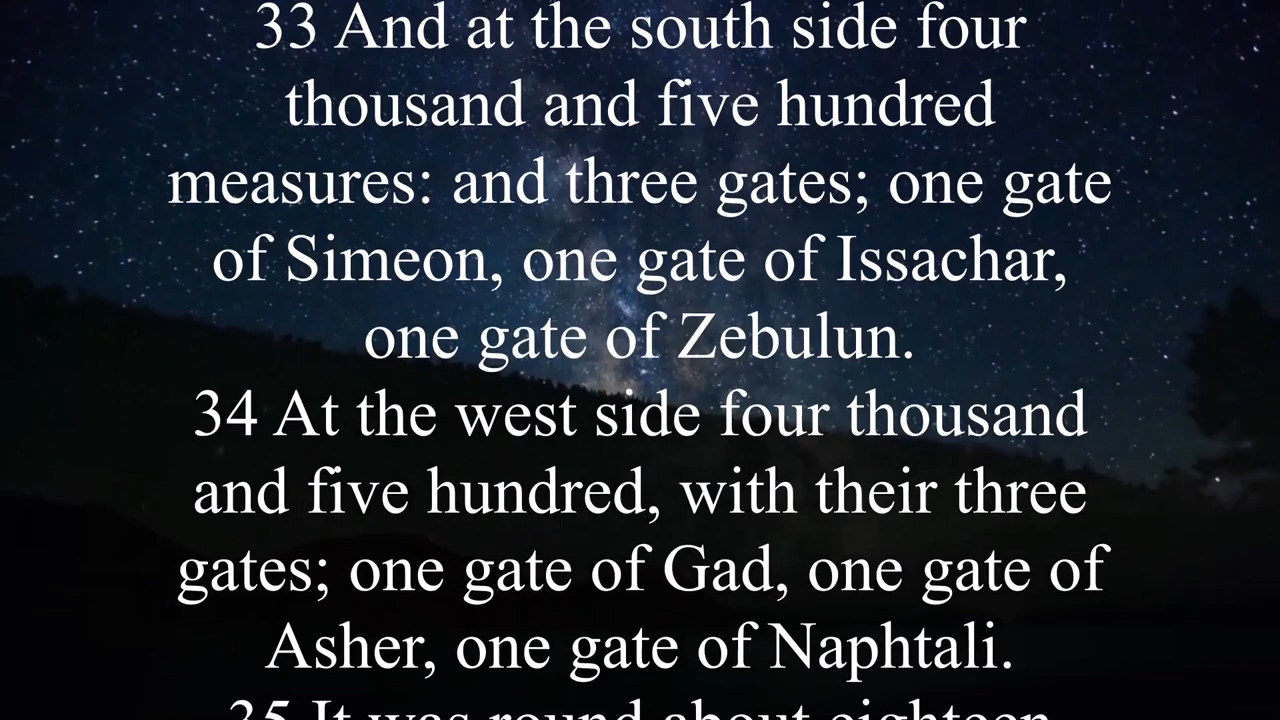 33 And at the south side four
thousand and five hundred
measures: and three gates; one gate
of Simeon, one gate of Issachar,
one gate of Zebulun.
34 At the west side four thousand
and five hundred, with their three
gates; one gate of Gad, one gate of
Asher, one gate of Naphtali.
35 It was round about eighteen